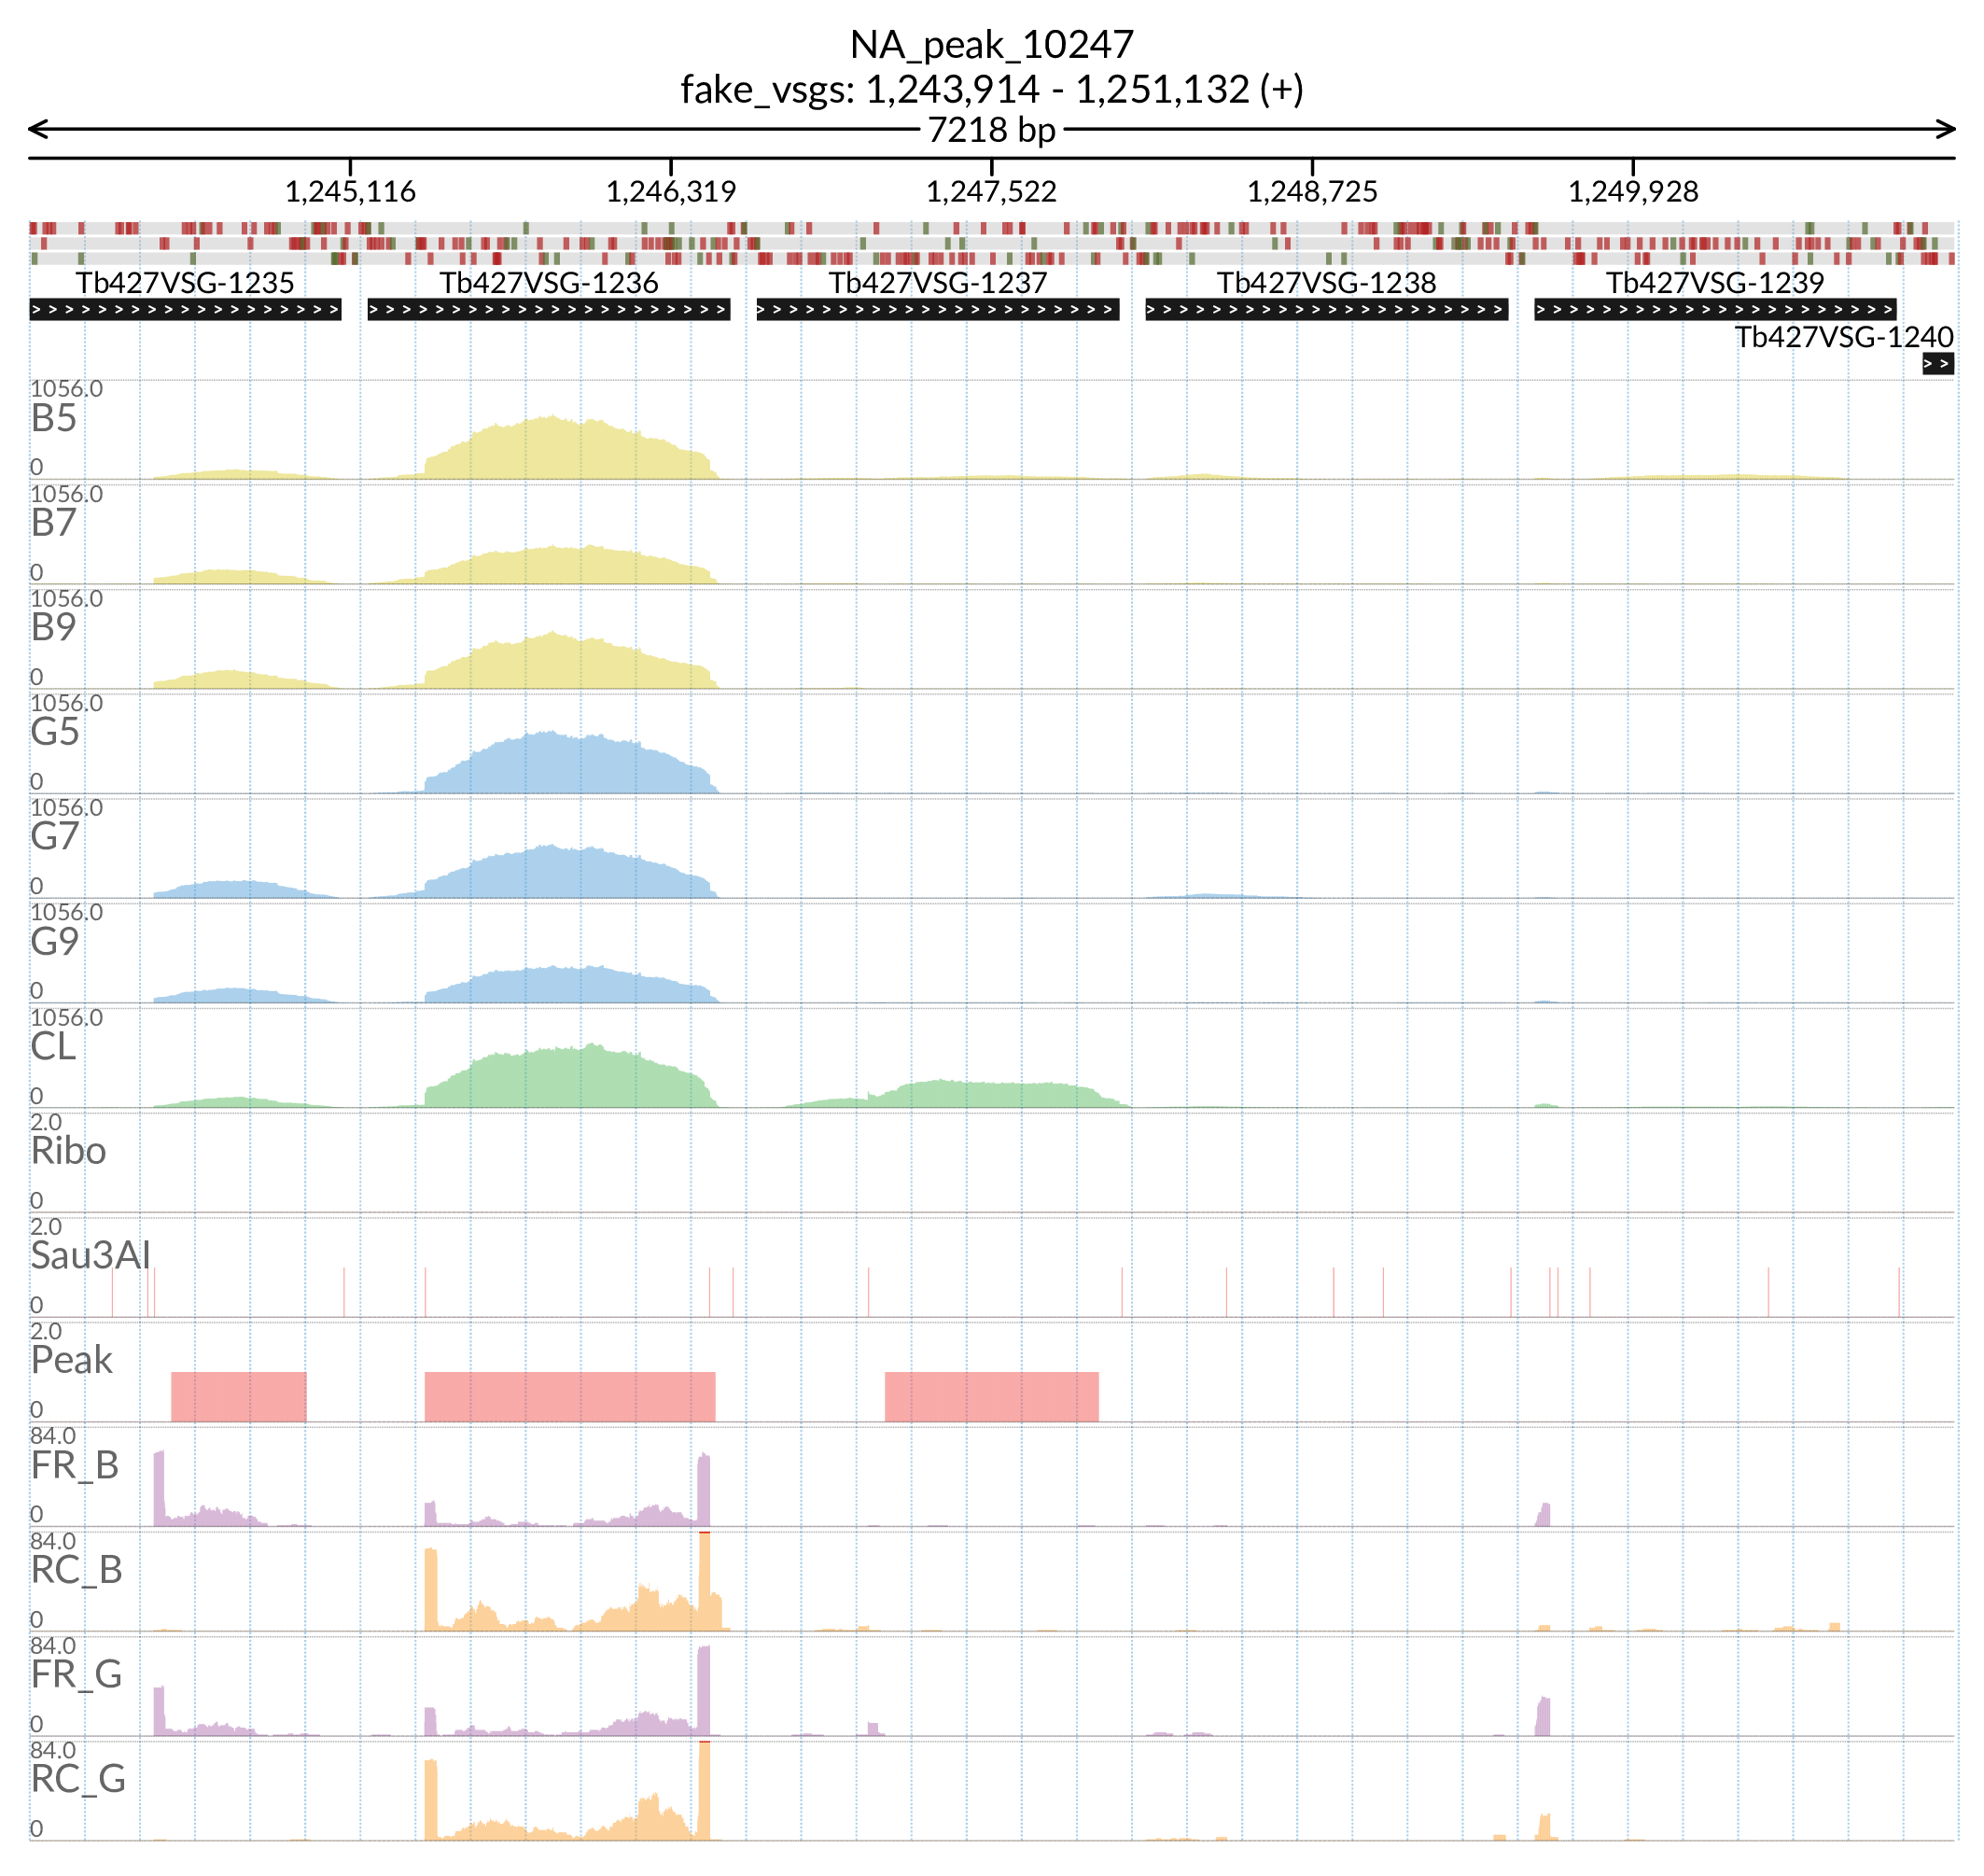 NA_peak_10247
fake_vsgs: 1,243,914 - 1,251,132 (+)
7218 bp
1,245,116 1,246,319 1,247,522 1,248,725 1,249,928
Tb427VSG-1235 Tb427VSG-1236 Tb427VSG-1237 Tb427VSG-1238 Tb427VSG-1239
Tb427VSG-1240
1056.0
B5
0
1056.0
B7
0
1056.0
B9
0
1056.0
G5
0
1056.0
G7
0
1056.0
G9
0
1056.0
CL
0
2.0
Ribo
0
2.0
Sau3AI
0
2.0
Peak
0
84.0
FR_B
0
84.0
RC_B
0
84.0
FR_G
0
84.0
RC_G
0